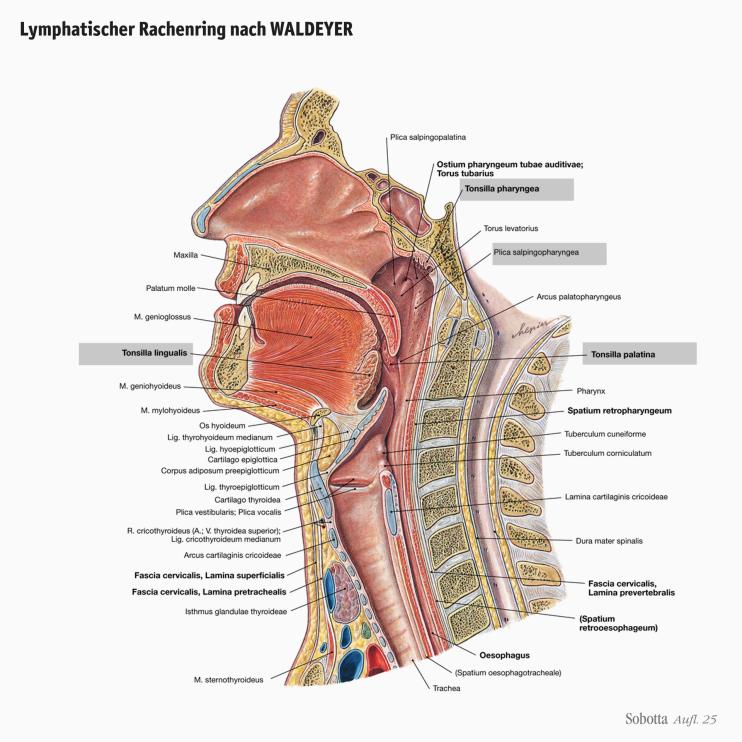 Lymphatischer Rachenring nach WALDEYER
Plica salpingopalatina
Ostium pharyngeum tubae auditivae;
Torus tubarius
Tonsilla pharyngea
Torus levatorius
Plica salpingopharyngea
Arcus palatopharyngeus
Tonsilla palatina
Pharynx
Spatium retropharyngeum
Tuberculum cuneiforme
Tuberculum corniculatum
Lamina cartilaginis cricoideae
Dura mater spinalis
Fascia cervicalis,
Lamina prevertebralis
(Spatium
retrooesophageum)
Oesophagus
(Spatium oesophagotracheale)
Trachea
Maxilla
Palatum molle
M. genioglossus
Tonsilla lingualis
M. geniohyoideus
M. mylohyoideus
Os hyoideum
Lig. thyrohyoideum medianum
Lig. hyoepiglotticum
Cartilago epiglottica
Corpus adiposum preepiglotticum
Lig. thyroepiglotticum
Cartilago thyroidea
Plica vestibularis; Plica vocalis
R. cricothyroideus (A.; V. thyroidea superior);
Lig. cricothyroideum medianum
Arcus cartilaginis cricoideae
Fascia cervicalis, Lamina superficialis
Fascia cervicalis, Lamina pretrachealis
Isthmus glandulae thyroideae
M. sternothyroideus
Sobotta Aufl. 25